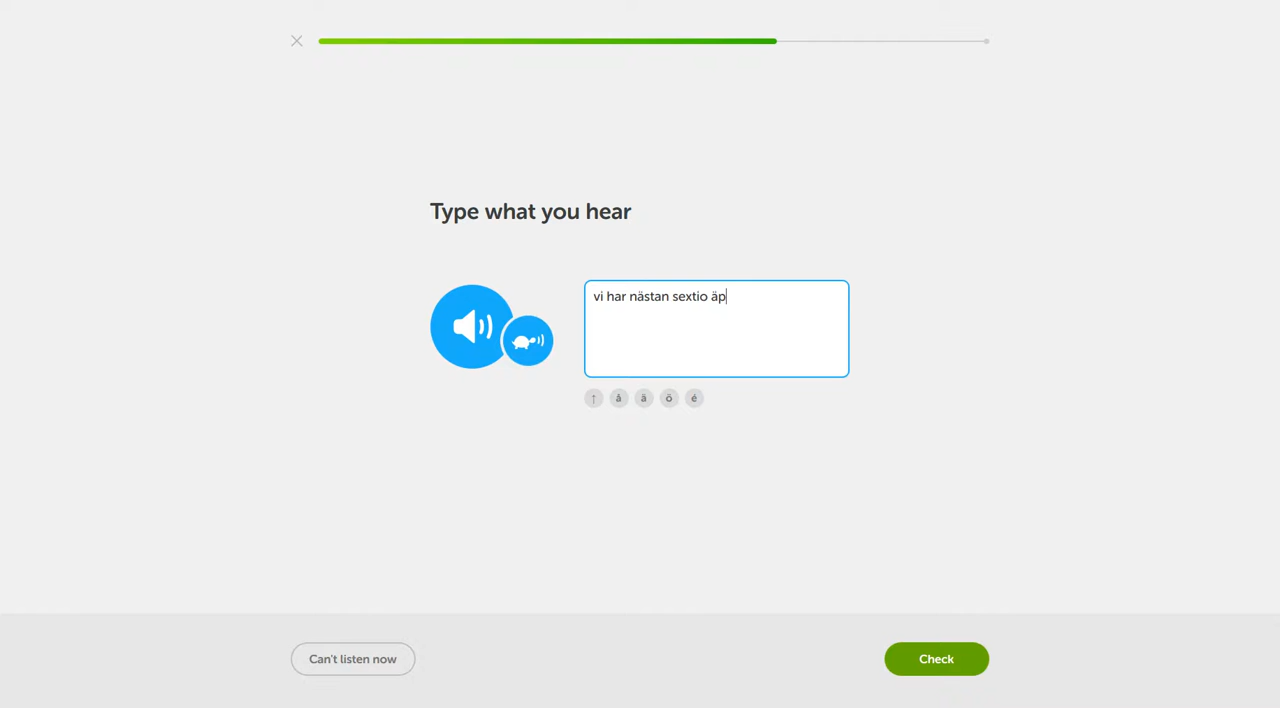 Type what you hear
vi har nästan sextio äp
↑ å ä ö é
Can't listen now
Check